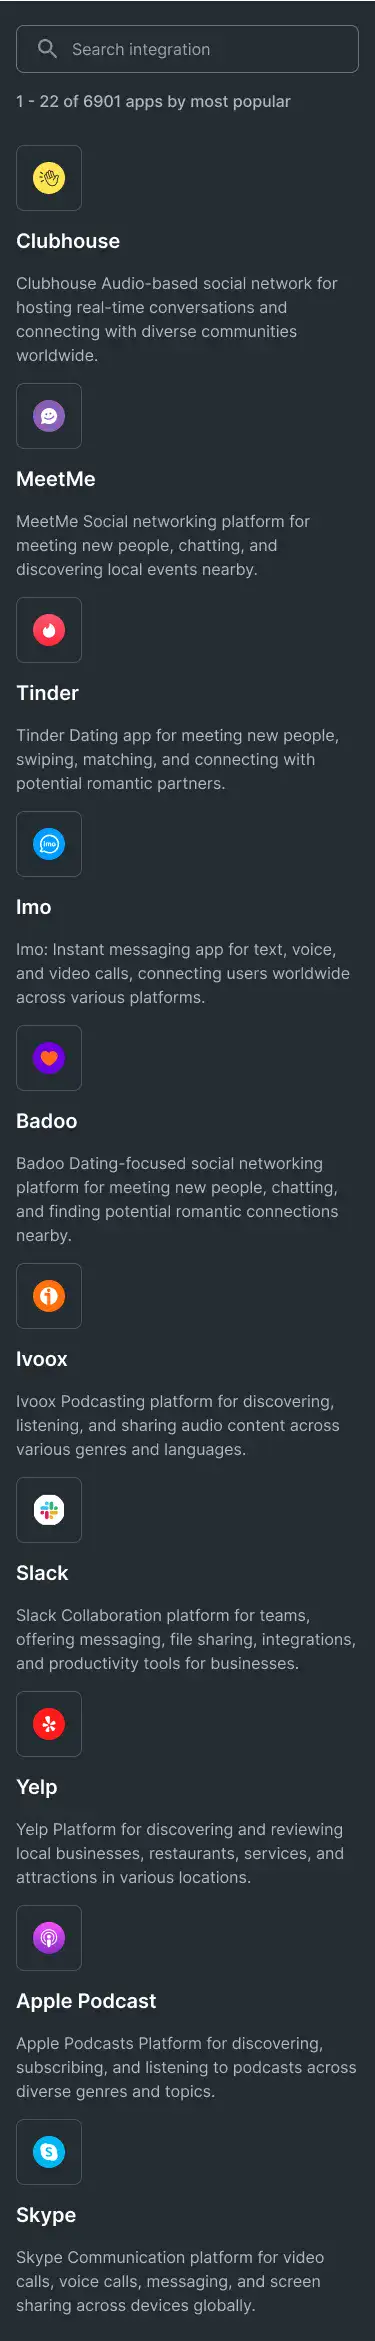 Search integration
1 - 22 of 6901 apps by most popular
Clubhouse
Clubhouse Audio-based social network for
hosting real-time conversations and
connecting with diverse communities
worldwide.
MeetMe
MeetMe Social networking platform for
meeting new people, chatting, and
discovering local events nearby.
Tinder
Tinder Dating app for meeting new people,
swiping, matching, and connecting with
potential romantic partners.
imo
Imo
Imo: Instant messaging app for text, voice,
and video calls, connecting users worldwide
across various platforms.
Badoo
Badoo Dating-focused social networking
platform for meeting new people, chatting,
and finding potential romantic connections
nearby.
Ivoox
Ivoox Podcasting platform for discovering,
listening, and sharing audio content across
various genres and languages.
Slack
Slack Collaboration platform for teams,
offering messaging, file sharing, integrations,
and productivity tools for businesses.
Yelp
Yelp Platform for discovering and reviewing
local businesses, restaurants, services, and
attractions in various locations.
Apple Podcast
Apple Podcasts Platform for discovering,
subscribing, and listening to podcasts across
diverse genres and topics.
S
Skype
Skype Communication platform for video
calls, voice calls, messaging, and screen
sharing across devices globally.